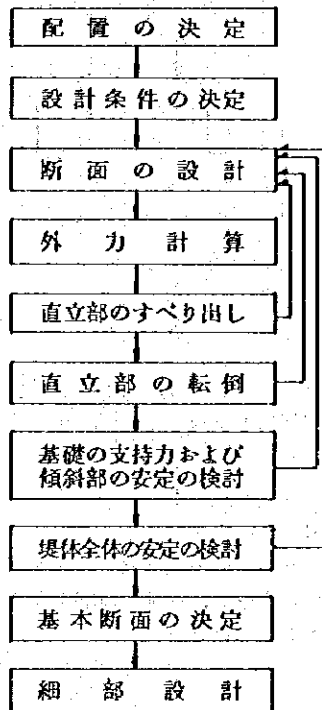 配置の決定
設計条件の決定
断面の設計
外力計算
直立部のすべり出し
直立部の転倒
基礎の支持力および
傾斜部の安定の検討
堤体全体の安定の検討
基本断面の決定
細部設計